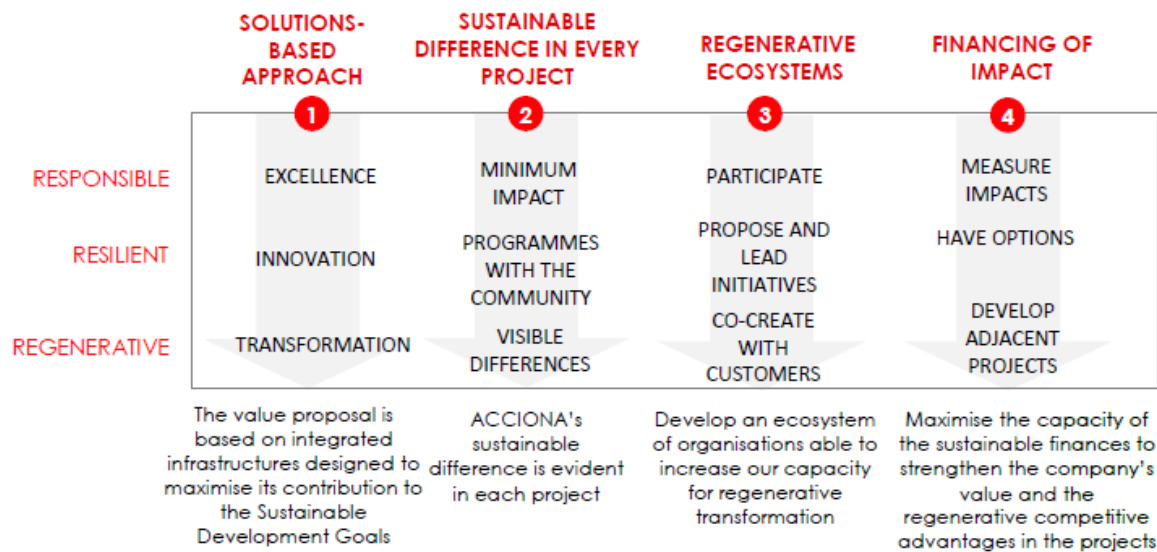 SOLUTIONS-
BASED
APPROACH
SUSTAINABLE
DIFFERENCE IN EVERY
PROJECT
REGENERATIVE
ECOSYSTEMS
FINANCING OF
IMPACT
1
2
3
4
RESPONSIBLE
EXCELLENCE
MINIMUM
IMPACT
PARTICIPATE
MEASURE
IMPACTS
RESILIENT
INNOVATION
PROGRAMMES
WITH THE
COMMUNITY
PROPOSE AND
LEAD
INITIATIVES
HAVE OPTIONS
REGENERATIVE
TRANSFORMATION
VISIBLE
DIFFERENCES
CO-CREATE
WITH
CUSTOMERS
DEVELOP
ADJACENT
PROJECTS
The value proposal is
based on integrated
infrastructures designed to
maximise its contribution to
the Sustainable
Development Goals
ACCIONA's
sustainable
difference is evident
in each project
Develop an ecosystem
of organisations able to
increase our capacity
for regenerative
transformation
Maximise the capacity of
the sustainable finances to
strengthen the company's
value and the
regenerative competitive
advantages in the projects